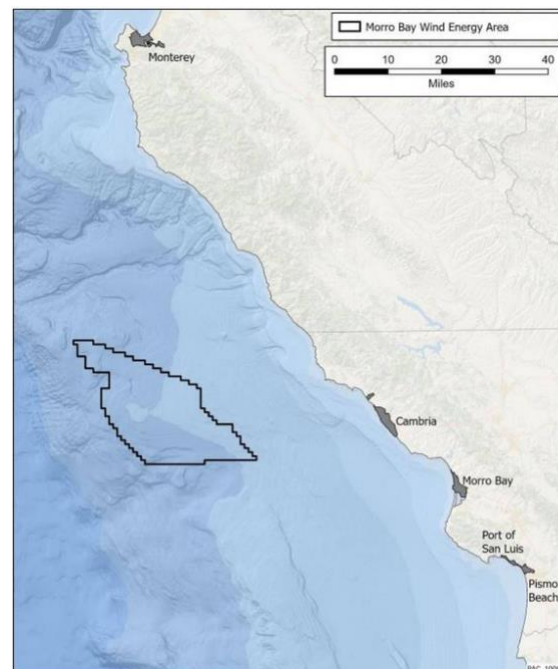 Morro Bay Wind Energy Area
0 10 20 30 40
Miles
Monterey
Cambria
Morro Bay
Port of
San Luis
Pismo
Beach